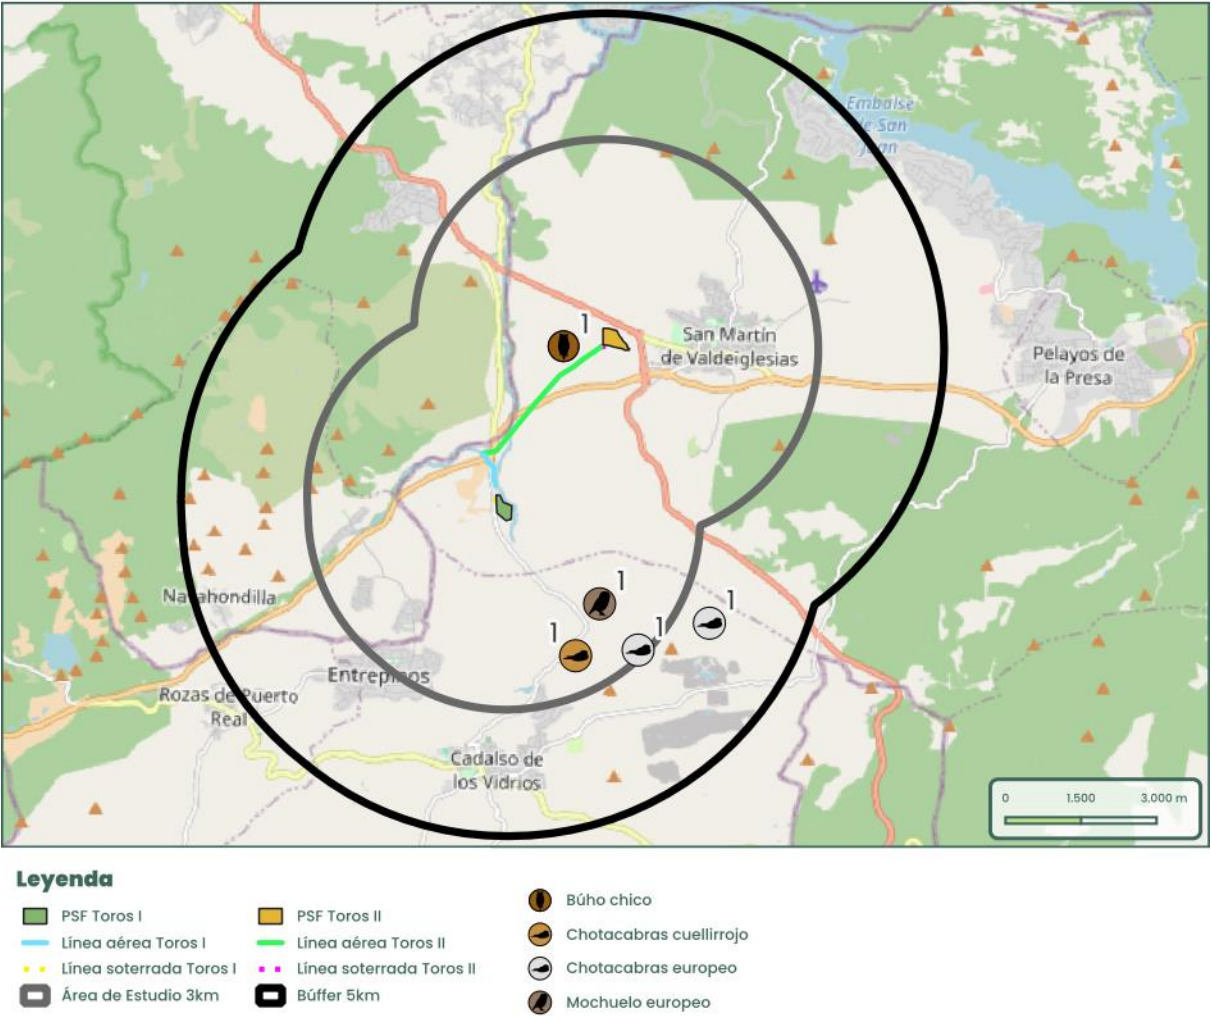 Embalse
de San
Juan
1
San Martín
de Valdeiglesias
Pelayos de
la Presa
1
1
1
1
Navahondilla
Entrepinos
Rozas de Puerto
Real
Cadalso de
los Vidrios
0 1.500 3.000 m
Leyenda
PSF Toros I
Línea aérea Toros I
Línea soterrada Toros I
Área de Estudio 3km
PSF Toros II
Línea aérea Toros II
Línea soterrada Toros II
Búffer 5km
Búho chico
Chotacabras cuellirrojo
Chotacabras europeo
Mochuelo europeo